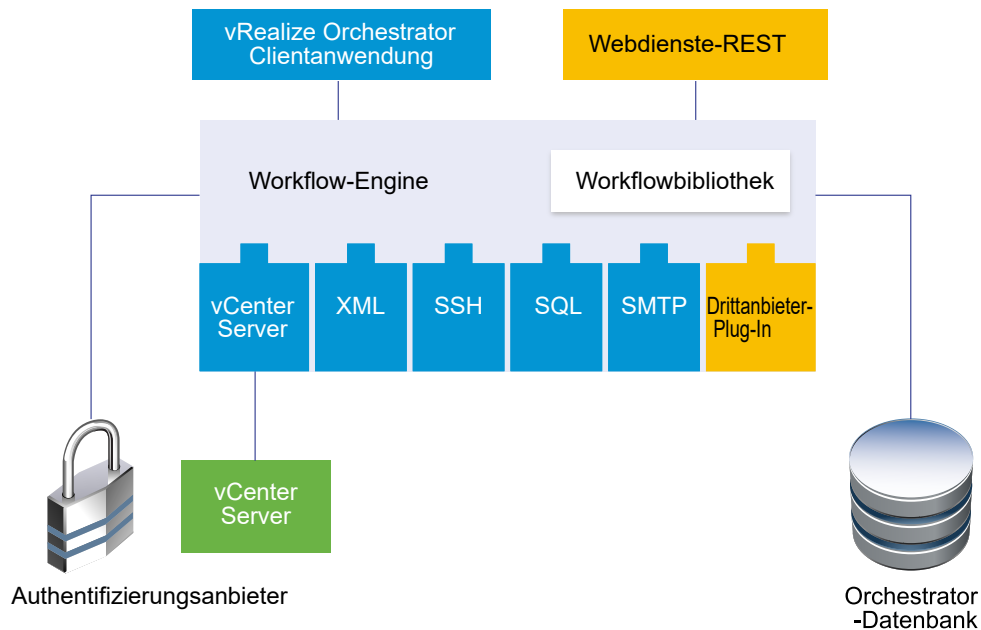 vRealize Orchestrator
Clientanwendung
Webdienste-REST
Workflow-Engine
Workflowbibliothek
vCenter
Server
XML
SSH
SQL
SMTP
Drittanbieter-
Plug-In
vCenter
Server
Authentifizierungsanbieter
Orchestrator
-Datenbank